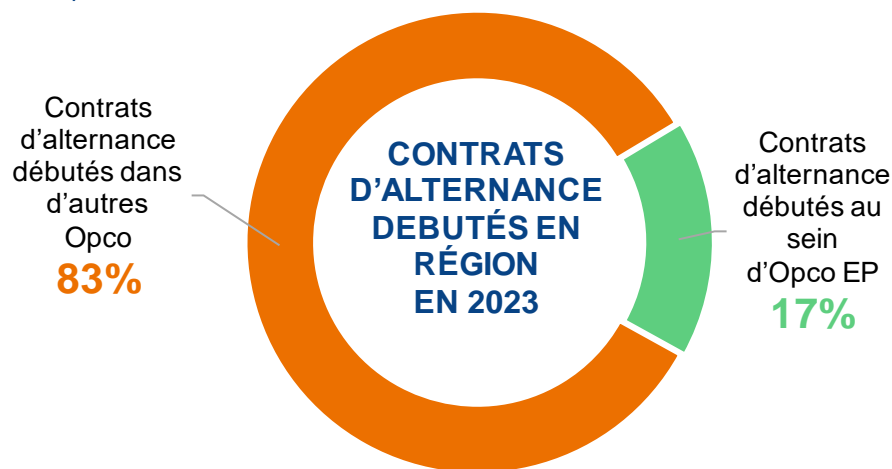 Contrats
d'alternance
débutés dans
d'autres
Opco
83%
CONTRATS
D'ALTERNANCE
DEBUTÉS EN
RÉGION
EN 2023
Contrats
d'alternance
débutés au
sein
d'Opco EP
17%